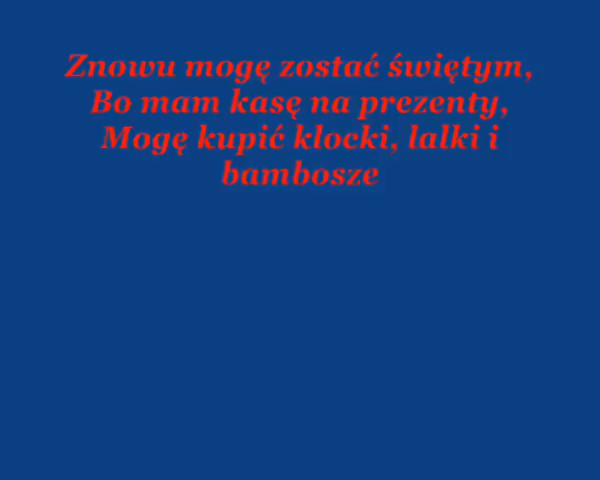 Znowu mogę zostać świętym,
Bo mam kasę na prezenty,
Mogę kupić klocki, lalki i
bambosze